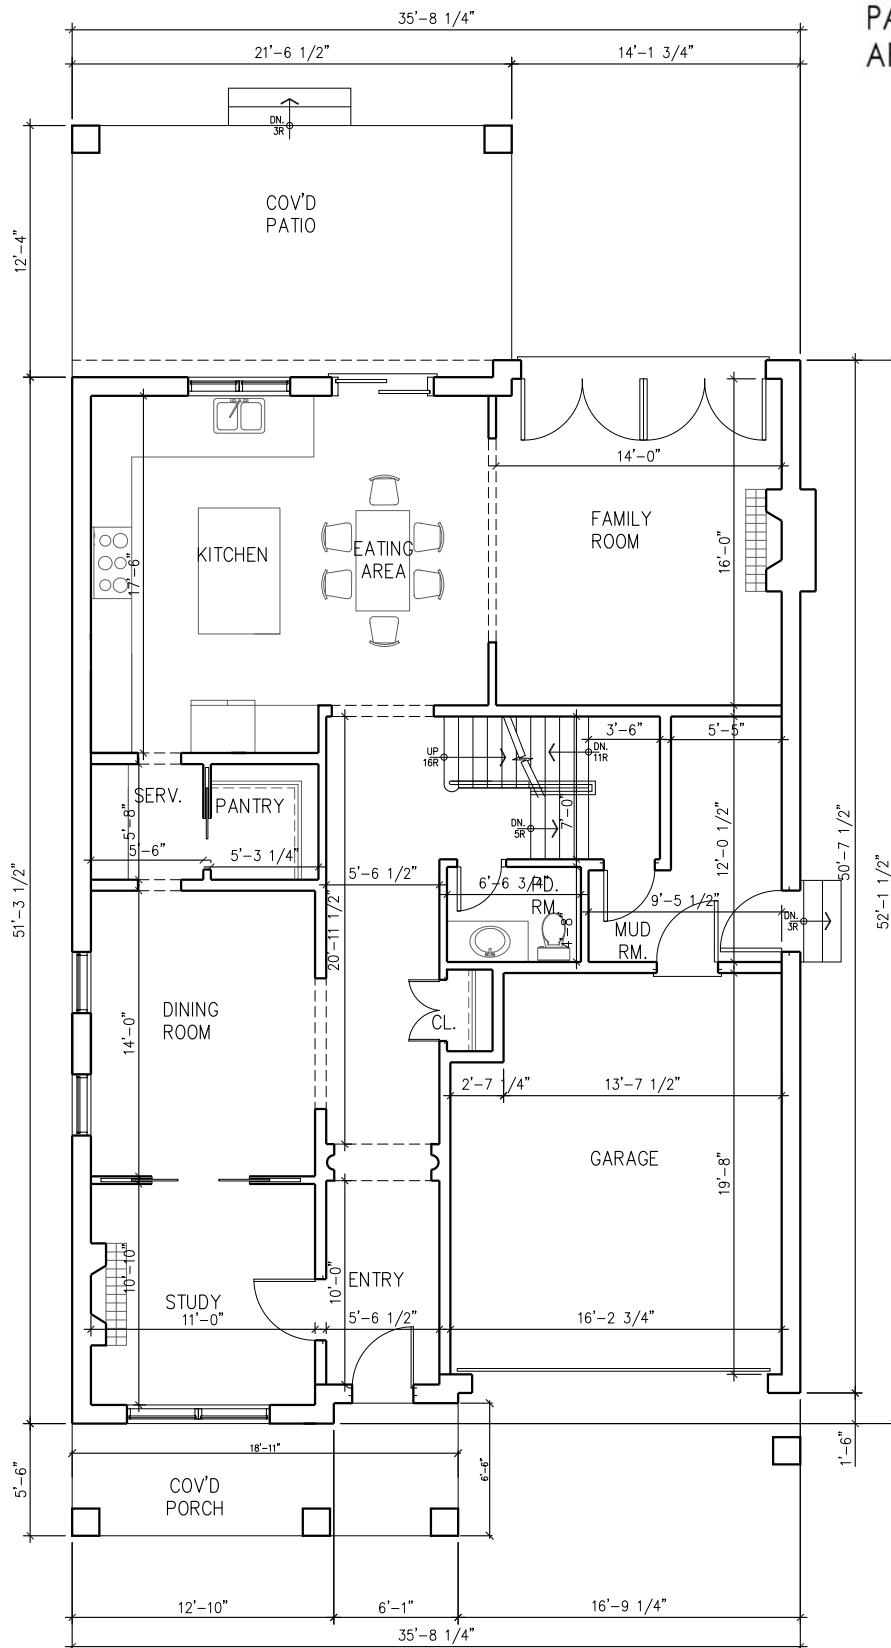 35'-8 1/4"
PA
21'-6 1/2"
14'-1 3/4"
DN.
3R
COV'D
PATIO
12'-4"
14'-0"
FAMILY
ROOM
KITCHEN
EATING
AREA
17'-6"
16'-0"
UP
16R
DN.
11R
3'-6"
5'-5"
SERV.
PANTRY
5'-8"
DN.
5R
7'-0"
12'-0 1/2"
5'-6"
5'-3 1/4"
5'-6 1/2"
6'-6 3/4"
PD.
RM.
9'-5 1/2"
50'-7 1/2"
52'-1 1/2"
51'-3 1/2"
20'-11 1/2"
4'-8"
MUD
RM.
DN.
3R
DINING
ROOM
14'-0"
CL.
2'-7 1/4"
13'-7 1/2"
GARAGE
19'-8"
10'-10"
10'-0"
ENTRY
STUDY
11'-0"
5'-6 1/2"
16'-2 3/4"
18'-11"
5'-6"
6'-6"
1'-6"
COV'D
PORCH
12'-10"
6'-1"
16'-9 1/4"
35'-8 1/4"